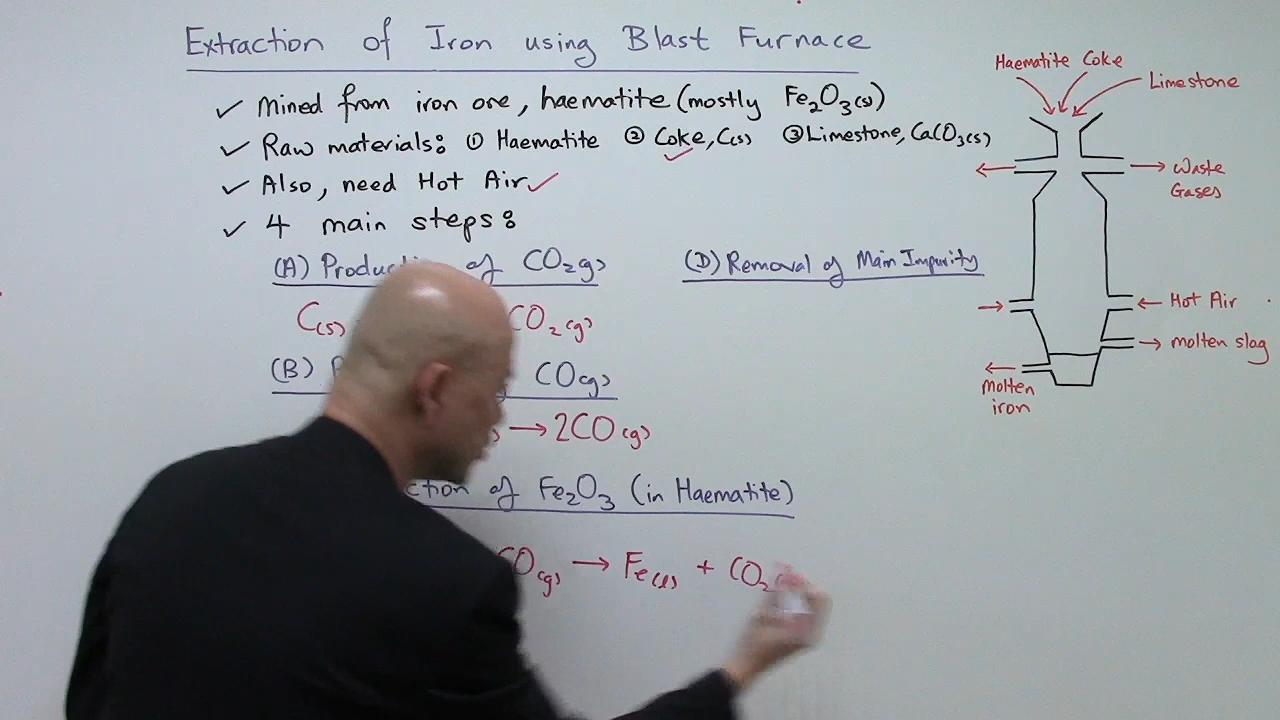 Extraction of Iron using Blast Furnace
✓ Mined from iron ore, haematite (mostly Fe₂O₃(s))
✓ Raw materials: ① Haematite ② Coke, C(s) ③ Limestone, CaCO₃(s)
✓ Also, need Hot Air ✓
✓ 4 main steps:
(A) of CO₂(g)
C(s) CO₂(g)
(B) CO(g)
→ 2CO(g)
of Fe₂O₃ (in Haematite)
CO(g) → Fe(l) + CO₂
(D) Removal of Main Impurity
Haematite Coke
Limestone
Waste
Gases
Hot Air
molten slag
Molten
iron